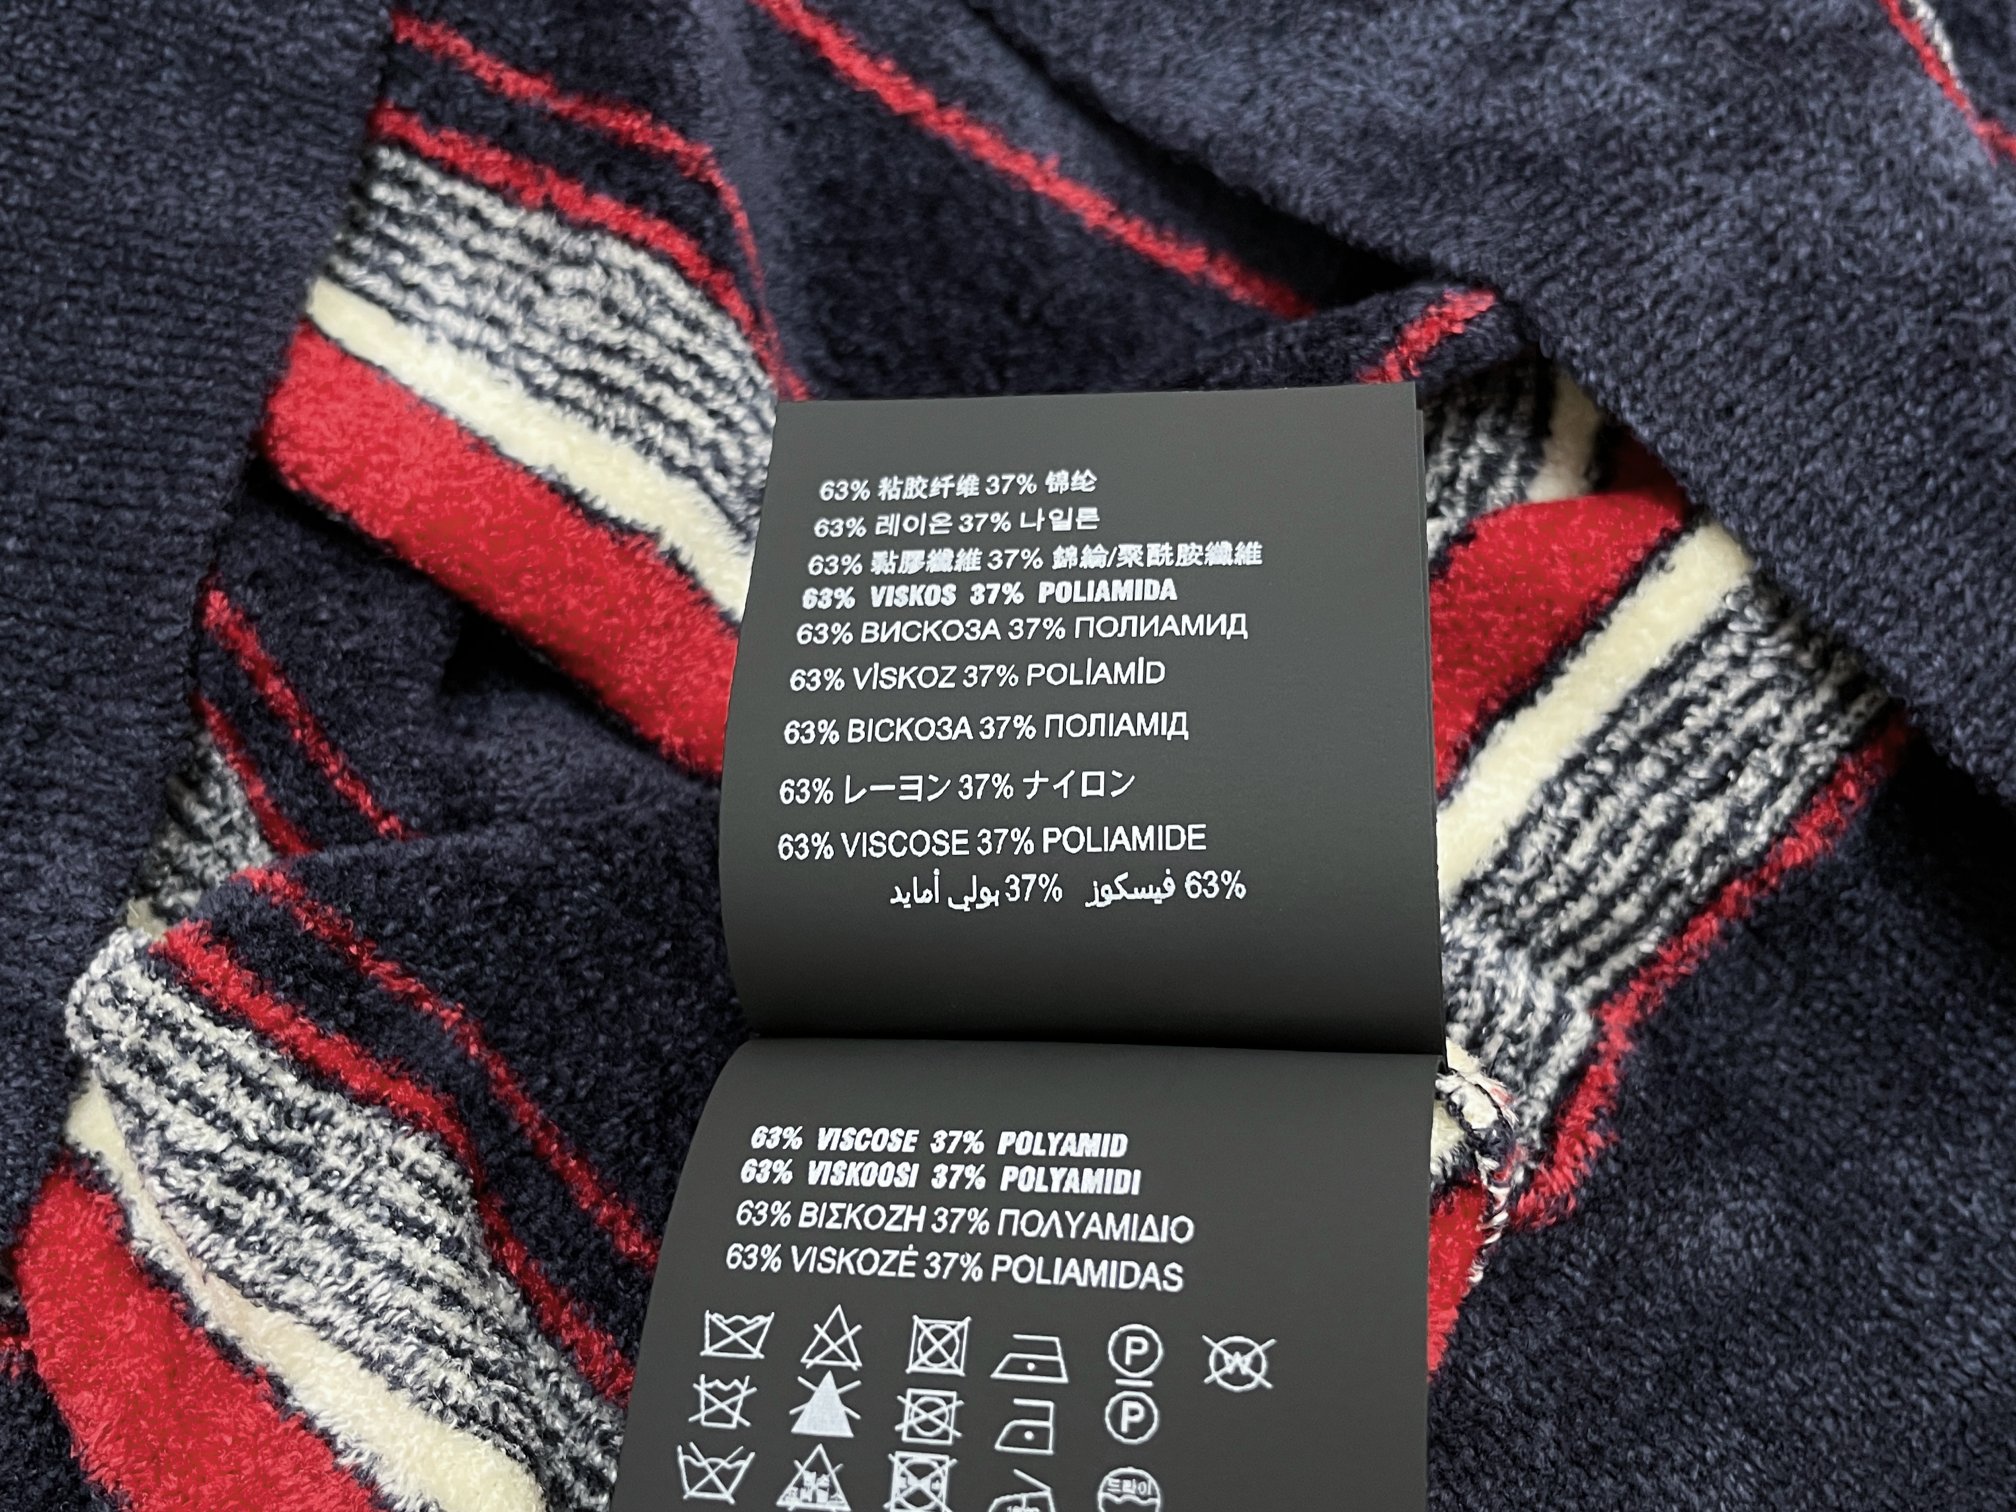 63% 粘胶纤维 37% 锦纶
63% 레이온 37% 나일론
63% 黏膠纖維 37% 錦綸/聚酰胺纖維
63% VISKOS 37% POLIAMIDA
63% ВИСКОЗА 37% ПОЛИАМИД
63% VİSKOZ 37% POLİAMİD
63% ВІСКОЗА 37% ПОЛІАМІД
63% レーヨン 37% ナイロン
63% VISCOSE 37% POLIAMIDE
63% فيسكوز 37% بولي أمايد
63% VISCOSE 37% POLYAMID
63% VISKOOSI 37% POLYAMIDI
63% ΒΙΣΚΟΖΗ 37% ΠΟΛΥΑΜΙΔΙΟ
63% VISKOZĖ 37% POLIAMIDAS
P W
P
드라이